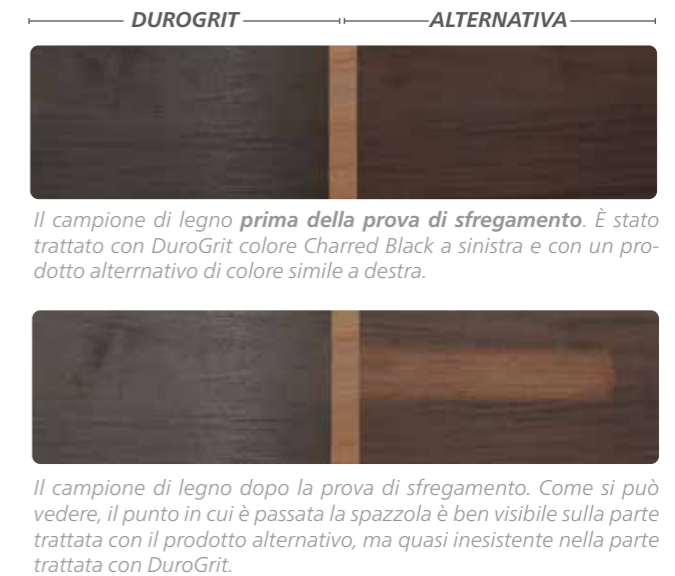 DUROGRIT ALTERNATIVA
Il campione di legno prima della prova di sfregamento. È stato
trattato con DuroGrit colore Charred Black a sinistra e con un pro-
dotto alterrnativo di colore simile a destra.
Il campione di legno dopo la prova di sfregamento. Come si può
vedere, il punto in cui è passata la spazzola è ben visibile sulla parte
trattata con il prodotto alternativo, ma quasi inesistente nella parte
trattata con DuroGrit.